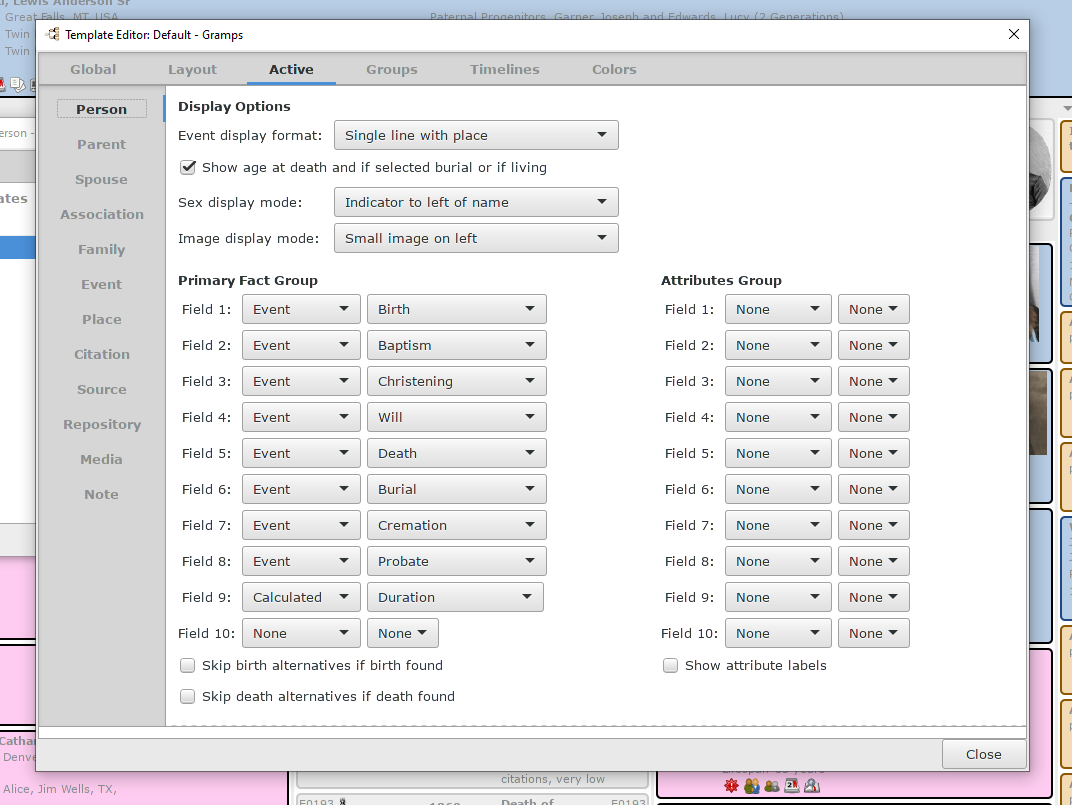 , Lewis Anderson Sr
Great Falls, MT, USA
Paternal Progenitors, Garner, Joseph and Edwards, Lucy (2 Generations)
Twin
Twin
Template Editor: Default - Gramps
Global Layout Active Groups Timelines Colors
Person
Parent
Spouse
Association
Family
Event
Place
Citation
Source
Repository
Media
Note
Display Options
Event display format: Single line with place
Show age at death and if selected burial or if living
Sex display mode: Indicator to left of name
Image display mode: Small image on left
Primary Fact Group
Field 1: Event Birth
Field 2: Event Baptism
Field 3: Event Christening
Field 4: Event Will
Field 5: Event Death
Field 6: Event Burial
Field 7: Event Cremation
Field 8: Event Probate
Field 9: Calculated Duration
Field 10: None None
Skip birth alternatives if birth found
Skip death alternatives if death found
Attributes Group
Field 1: None None
Field 2: None None
Field 3: None None
Field 4: None None
Field 5: None None
Field 6: None None
Field 7: None None
Field 8: None None
Field 9: None None
Field 10: None None
Show attribute labels
Close
erson -
ates
Cathar
Denve
Alice, Jim Wells, TX,
citations, very low
E0193
1960
Death of
E0193